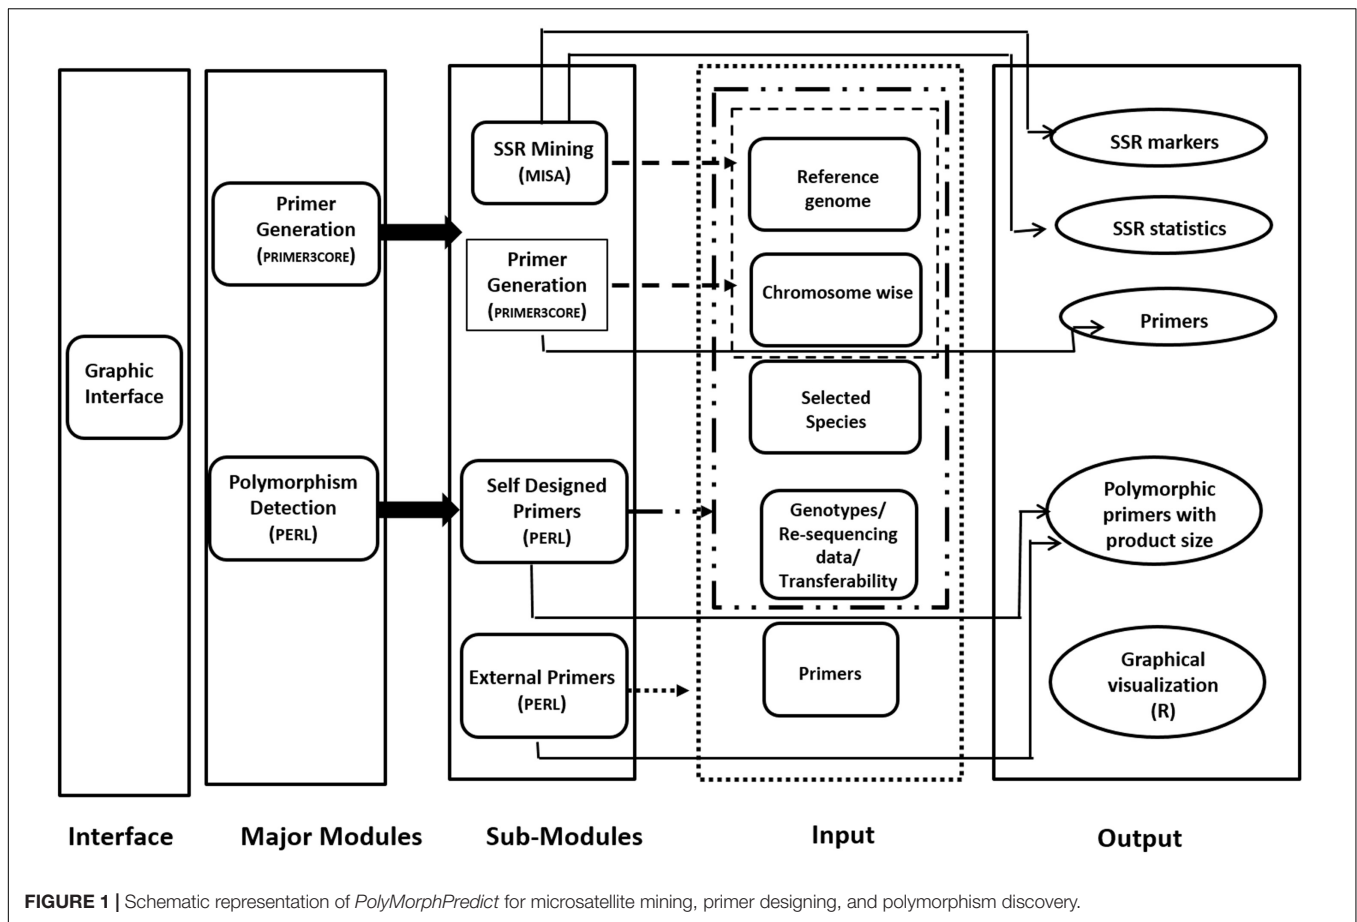 Graphic
Interface
Interface
Primer
Generation
(PRIMER3CORE)
Polymorphism
Detection
(PERL)
Major Modules
SSR Mining
(MISA)
Primer
Generation
(PRIMER3CORE)
Self Designed
Primers
(PERL)
External Primers
(PERL)
Sub-Modules
Reference
genome
Chromosome wise
Selected
Species
Genotypes/
Re-sequencing
data/
Transferability
Primers
Input
SSR markers
SSR statistics
Primers
Polymorphic
primers with
product size
Graphical
visualization
(R)
Output
FIGURE 1 | Schematic representation of PolyMorphPredict for microsatellite mining, primer designing, and polymorphism discovery.